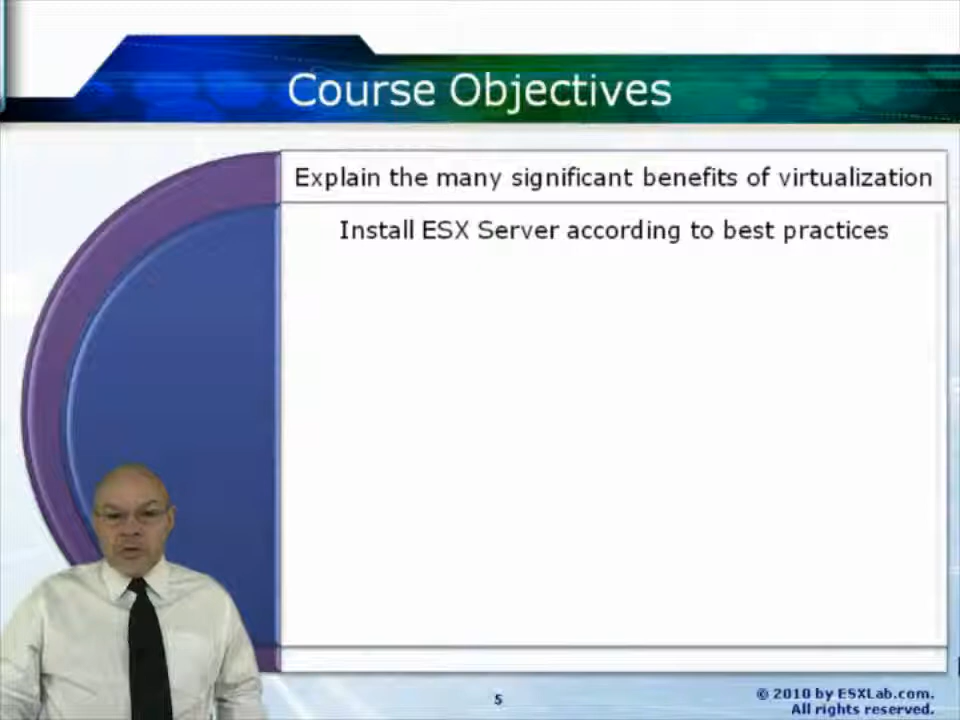 Course Objectives
Explain the many significant benefits of virtualization
Install ESX Server according to best practices
5
© 2010 by ESXLab.com.
All rights reserved.